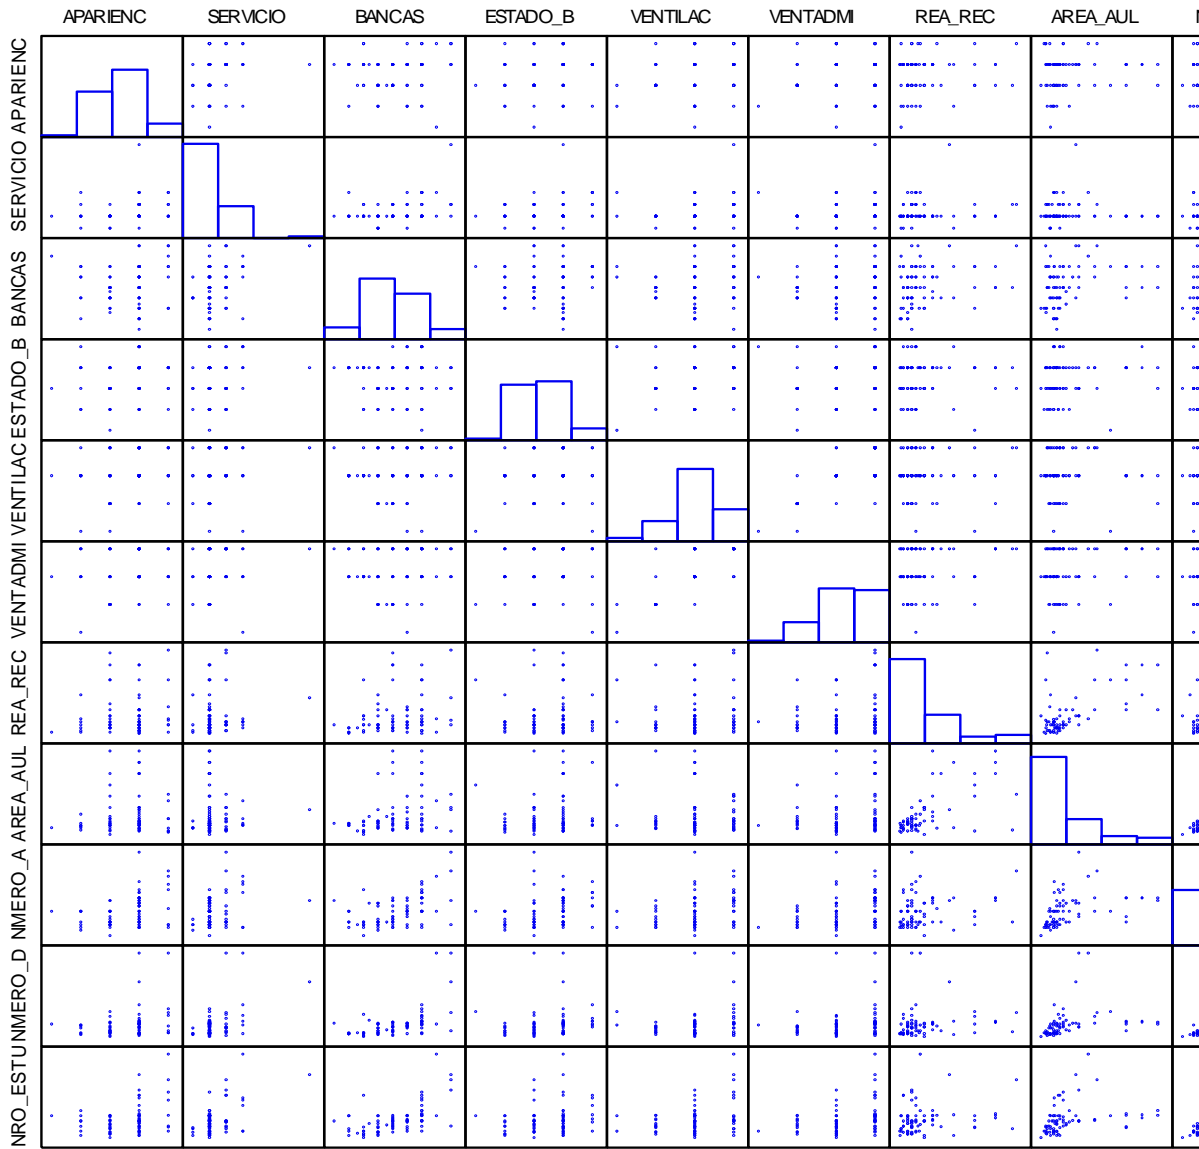 APARIENC SERVICIO BANCAS ESTADO_B VENTILAC VENTADMI REA_REC AREA_AUL
APARIENC
SERVICIO
BANCAS
ESTADO_B
VENTILAC
VENTADMI
REA_REC
AREA_AUL
NMERO_A
NMERO_D
NRO_ESTU